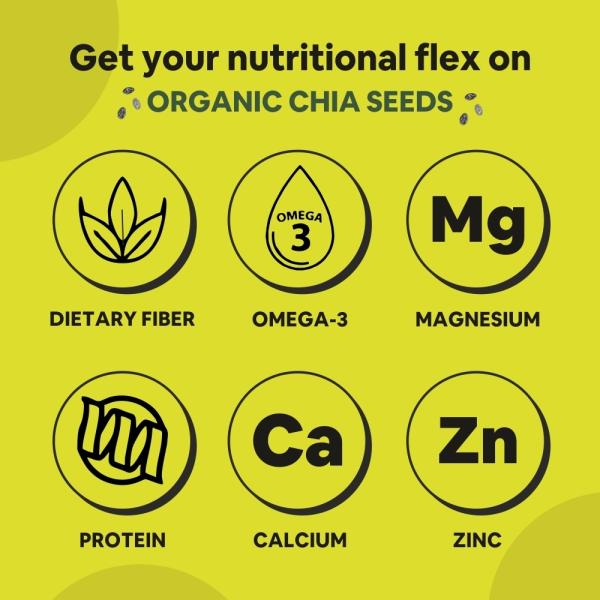 Get your nutritional flex on
ORGANIC CHIA SEEDS
OMEGA
3
Mg
DIETARY FIBER
OMEGA-3
MAGNESIUM
Ca
Zn
PROTEIN
CALCIUM
ZINC